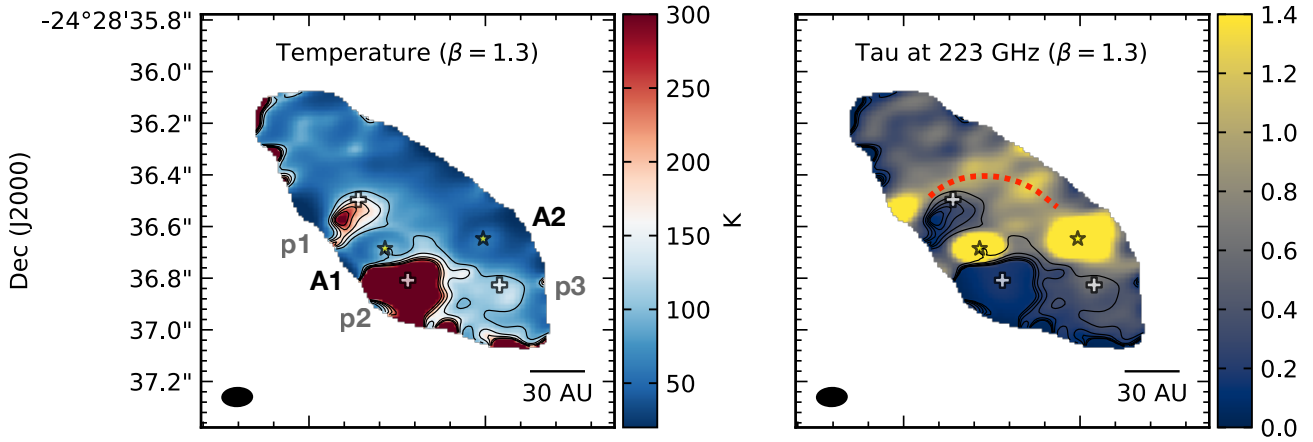 -24°28'35.8"
36.0"
36.2"
36.4"
36.6"
36.8"
37.0"
37.2"
Dec (J2000)
Temperature (β = 1.3)
A2
p1
A1
p2
p3
30 AU
300
250
200
150
100
50
K
Tau at 223 GHz (β = 1.3)
30 AU
1.4
1.2
1.0
0.8
0.6
0.4
0.2
0.0